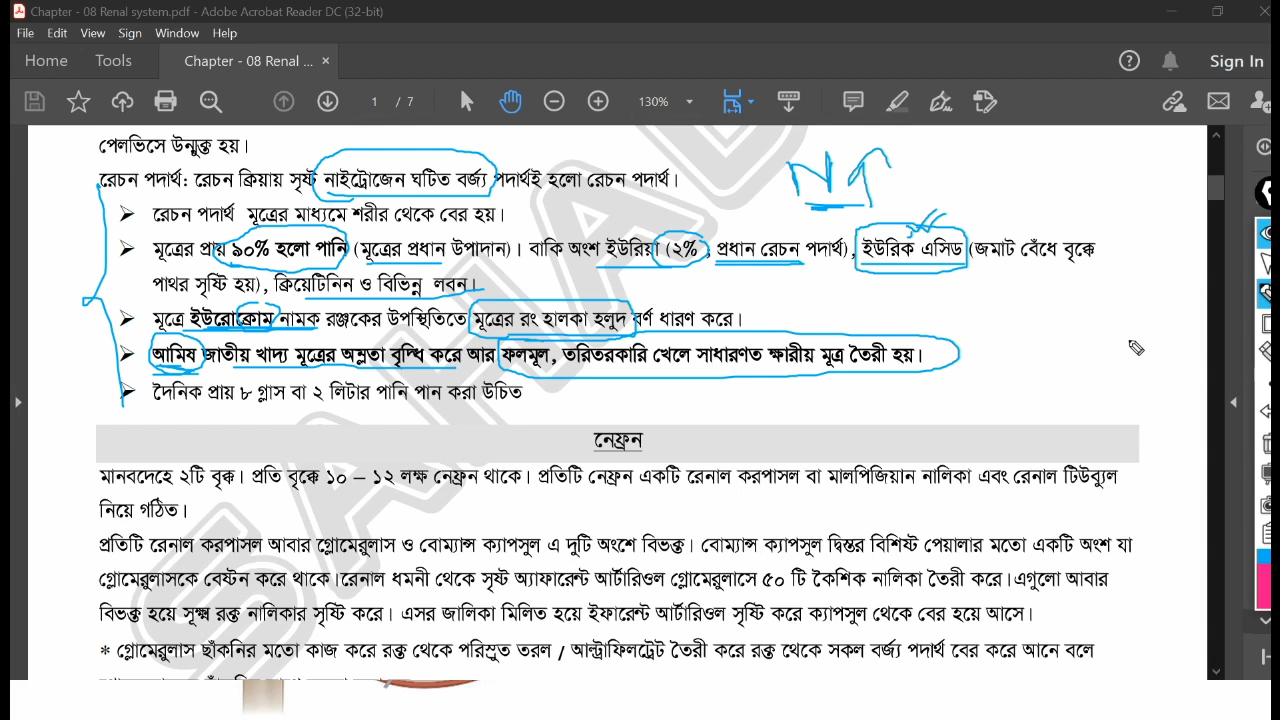 Chapter - 08 Renal system.pdf - Adobe Acrobat Reader DC (32-bit)
File Edit View Sign Window Help
Home Tools Chapter - 08 Renal ... × Sign In
1 / 7 130%
পেলভিসে উন্মুক্ত হয়।
রেচন পদার্থ: রেচন ক্রিয়ায় সৃষ্ট নাইট্রোজেন ঘটিত বর্জ্য পদার্থই হলো রেচন পদার্থ।
➢ রেচন পদার্থ মূত্রের মাধ্যমে শরীর থেকে বের হয়।
➢ মূত্রের প্রায় ৯০% হলো পানি (মূত্রের প্রধান উপাদান)। বাকি অংশ ইউরিয়া (২%, প্রধান রেচন পদার্থ), ইউরিক এসিড (জমাট বেঁধে বৃক্কে
পাথর সৃষ্টি হয়), ক্রিয়েটিনিন ও বিভিন্ন লবন।
➢ মূত্রে ইউরোক্রোম নামক রঞ্জকের উপস্থিতিতে মূত্রের রং হালকা হলুদ বর্ণ ধারণ করে।
➢ আমিষ জাতীয় খাদ্য মূত্রের অম্লতা বৃদ্ধি করে আর ফলমূল, তরিতরকারি খেলে সাধারণত ক্ষারীয় মূত্র তৈরী হয়।
➢ দৈনিক প্রায় ৮ গ্লাস বা ২ লিটার পানি পান করা উচিত
নেফ্রন
মানবদেহে ২টি বৃক্ক। প্রতি বৃক্কে ১০ – ১২ লক্ষ নেফ্রন থাকে। প্রতিটি নেফ্রন একটি রেনাল করপাসল বা মালপিজিয়ান নালিকা এবং রেনাল টিউব্যুল
নিয়ে গঠিত।
প্রতিটি রেনাল করপাসল আবার গ্লোমেরুলাস ও বোম্যান্স ক্যাপসুল এ দুটি অংশে বিভক্ত। বোম্যান্স ক্যাপসুল দ্বিস্তর বিশিষ্ট পেয়ালার মতো একটি অংশ যা
গ্লোমেরুলাসকে বেষ্টন করে থাকে।রেনাল ধমনী থেকে সৃষ্ট অ্যাফারেন্ট আর্টারিওল গ্লোমেরুলাসে ৫০ টি কৈশিক নালিকা তৈরী করে।এগুলো আবার
বিভক্ত হয়ে সূক্ষ্ম রক্ত নালিকার সৃষ্টি করে। এসর জালিকা মিলিত হয়ে ইফারেন্ট আর্টারিওল সৃষ্টি করে ক্যাপসুল থেকে বের হয়ে আসে।
* গ্লোমেরুলাস ছাঁকনির মতো কাজ করে রক্ত থেকে পরিস্রুত তরল / আল্ট্রাফিলট্রেট তৈরী করে রক্ত থেকে সকল বর্জ্য পদার্থ বের করে আনে বলে